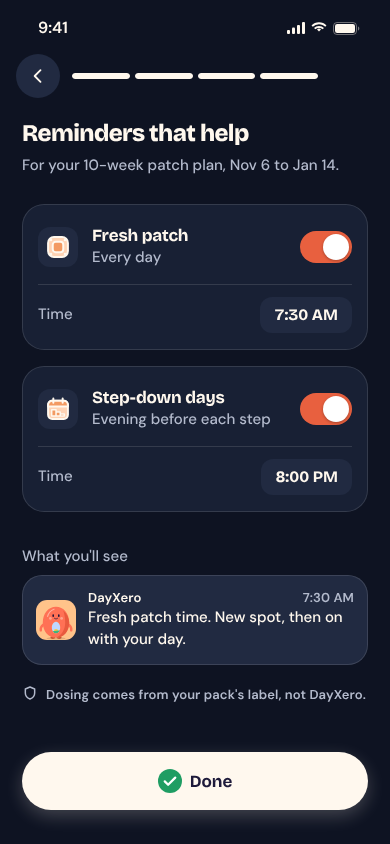 9:41
Reminders that help
For your 10-week patch plan, Nov 6 to Jan 14.
Fresh patch
Every day
Time
7:30 AM
Step-down days
Evening before each step
Time
8:00 PM
What you'll see
DayXero
7:30 AM
Fresh patch time. New spot, then on
with your day.
Dosing comes from your pack's label, not DayXero.
Done